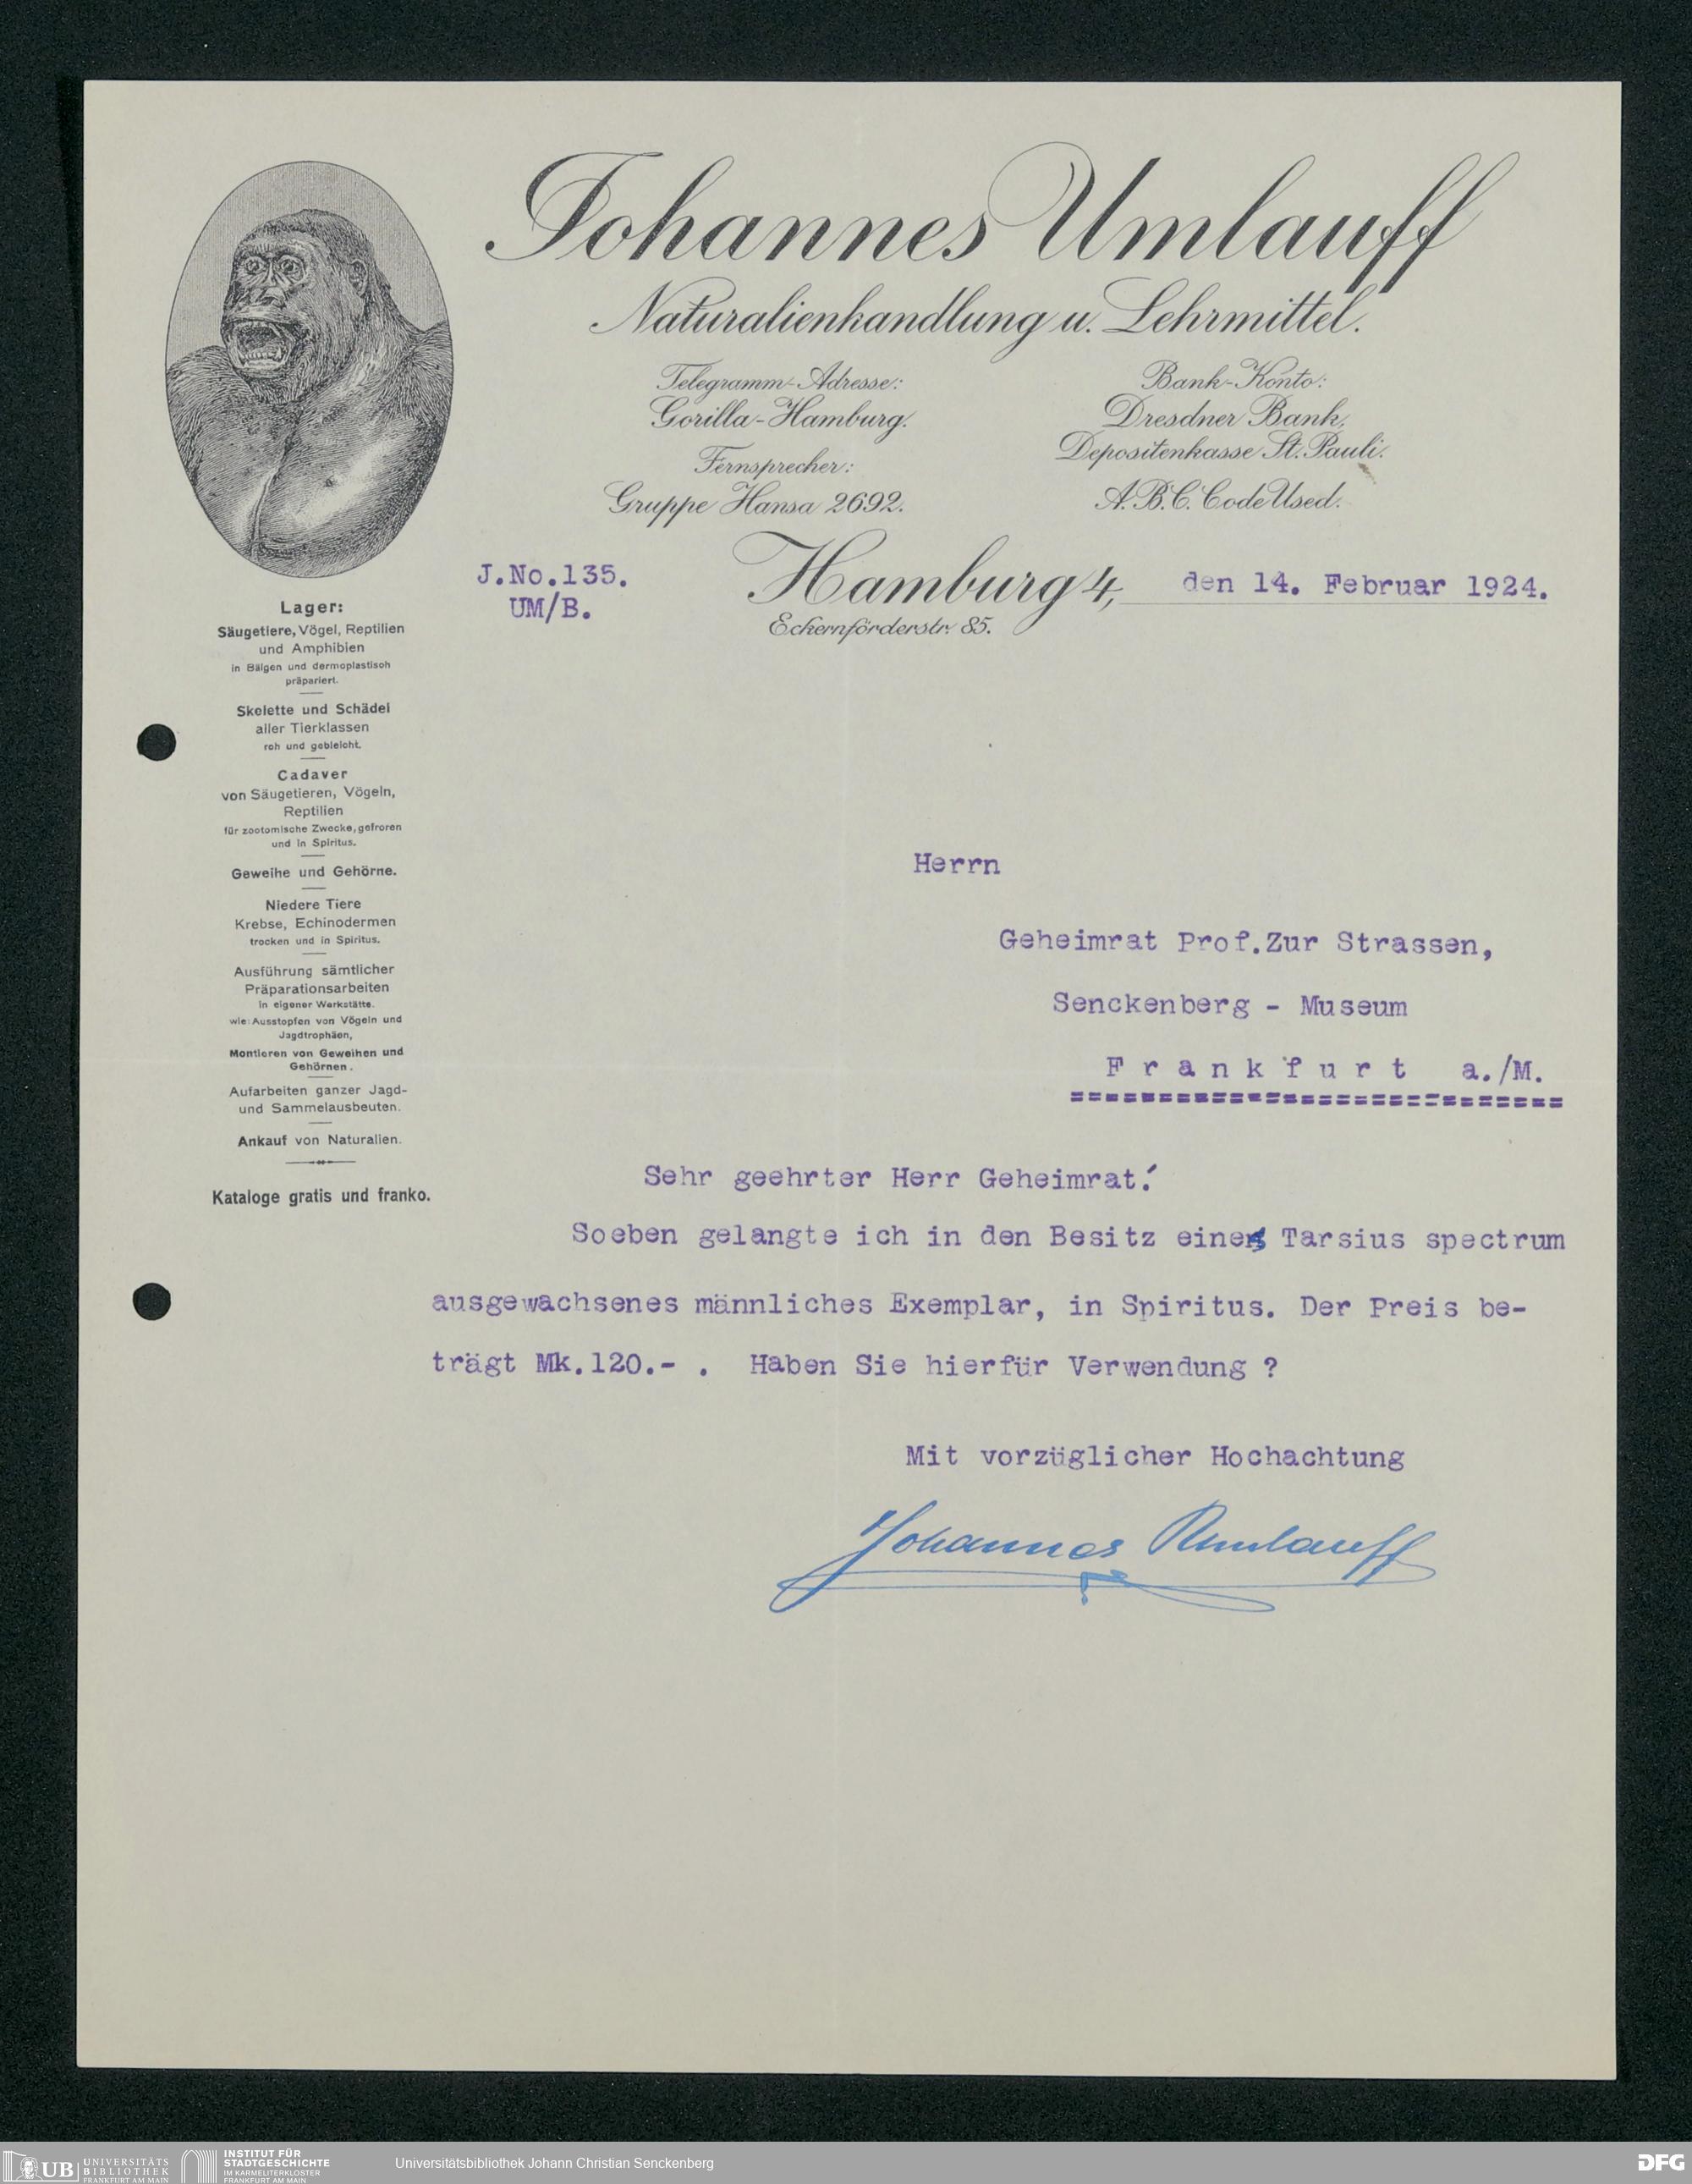 Johannes Umlauff
Naturalienhandlung u. Lehrmittel.
Telegramm-Adresse:
Gorilla-Hamburg.
Fernsprecher:
Gruppe Hansa 2692.
Bank-Konto:
Dresdner Bank,
Depositenkasse St. Pauli.
A.B.C. Code Used.
J.No.135.
UM/B.
Hamburg 4, den 14. Februar 1924.
Eckernförderstr. 85.
Lager:
Säugetiere, Vögel, Reptilien
und Amphibien
in Bälgen und dermoplastisch
präpariert.
Skelette und Schädel
aller Tierklassen
roh und gebleicht.
Cadaver
von Säugetieren, Vögeln,
Reptilien
für zootomische Zwecke, gefroren
und in Spiritus.
Geweihe und Gehörne.
Niedere Tiere
Krebse, Echinodermen
trocken und in Spiritus.
Ausführung sämtlicher
Präparationsarbeiten
in eigener Werkstätte.
wie: Ausstopfen von Vögeln und
Jagdtrophäen,
Montieren von Geweihen und
Gehörnen.
Aufarbeiten ganzer Jagd-
und Sammelausbeuten.
Ankauf von Naturalien.
Kataloge gratis und franko.
Herrn
Geheimrat Prof.Zur Strassen,
Senckenberg - Museum
F r a n k f u r t a./M.
Sehr geehrter Herr Geheimrat!
Soeben gelangte ich in den Besitz eines Tarsius spectrum
ausgewachsenes männliches Exemplar, in Spiritus. Der Preis be-
trägt Mk.120.- . Haben Sie hierfür Verwendung ?
Mit vorzüglicher Hochachtung
Johannes Umlauff
UB UNIVERSITÄTS
BIBLIOTHEK
FRANKFURT AM MAIN
INSTITUT FÜR
STADTGESCHICHTE
IM KARMELITERKLOSTER
FRANKFURT AM MAIN
Universitätsbibliothek Johann Christian Senckenberg
DFG